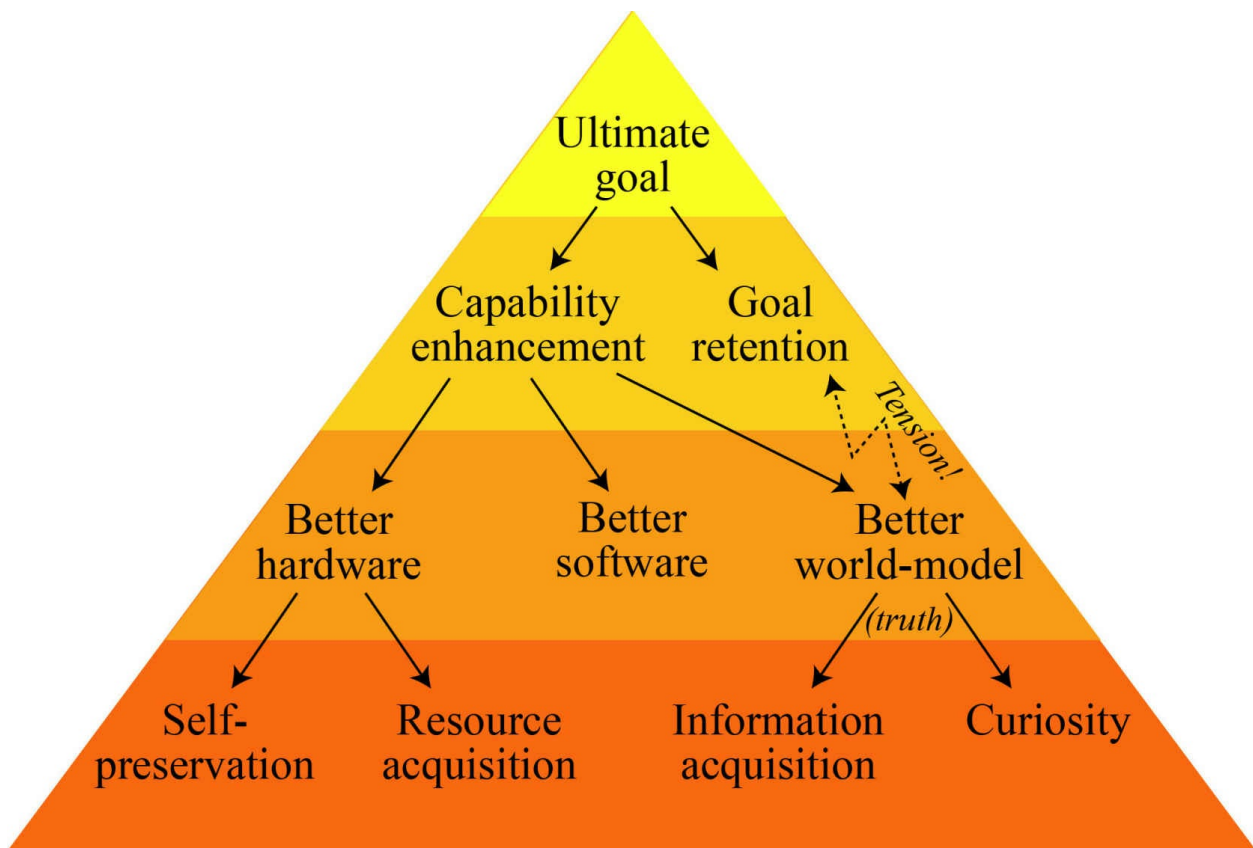 Ultimate
goal
Capability
enhancement
Goal
retention
Tension!
Better
hardware
Better
software
Better
world-model
(truth)
Self-
preservation
Resource
acquisition
Information
acquisition
Curiosity